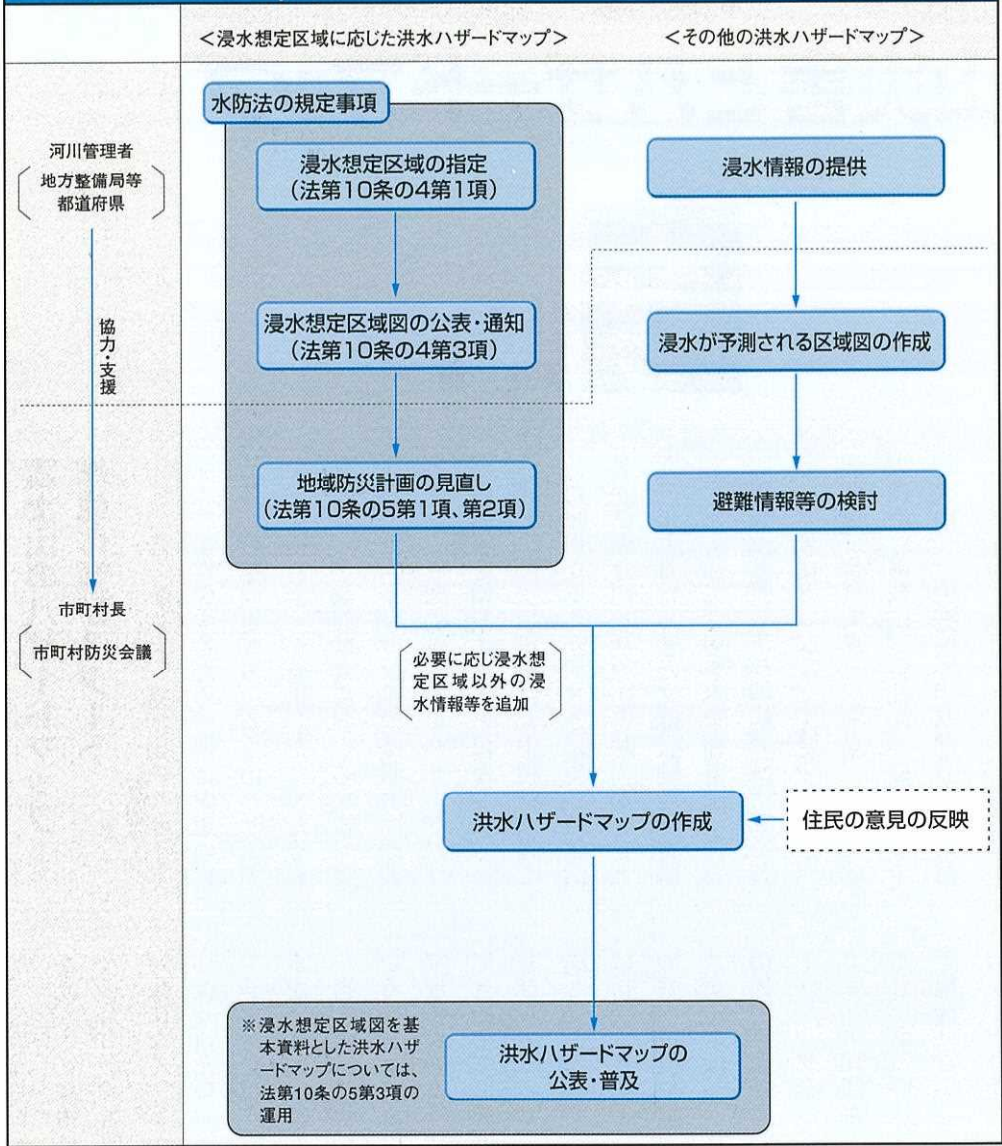 ＜浸水想定区域に応じた洪水ハザードマップ＞
＜その他の洪水ハザードマップ＞
水防法の規定事項
河川管理者
地方整備局等
都道府県
浸水想定区域の指定
（法第10条の4第1項）
浸水情報の提供
協力・支援
浸水想定区域図の公表・通知
（法第10条の4第3項）
浸水が予測される区域図の作成
地域防災計画の見直し
（法第10条の5第1項、第2項）
避難情報等の検討
市町村長
市町村防災会議
必要に応じ浸水想
定区域以外の浸
水情報等を追加
洪水ハザードマップの作成
住民の意見の反映
※浸水想定区域図を基
本資料とした洪水ハザ
ードマップについては、
法第10条の5第3項の
運用
洪水ハザードマップの
公表・普及